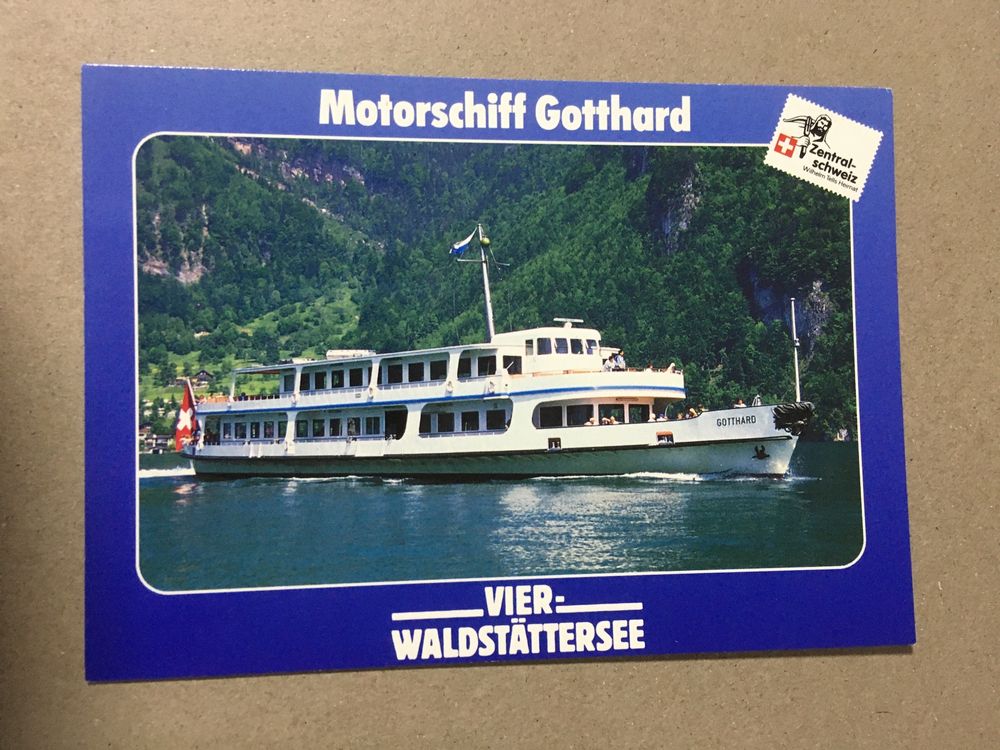 Motorschiff Gotthard
Zentral-
schweiz
Wilhelm Tells Heimat
GOTTHARD
VIER-
WALDSTÄTTERSEE